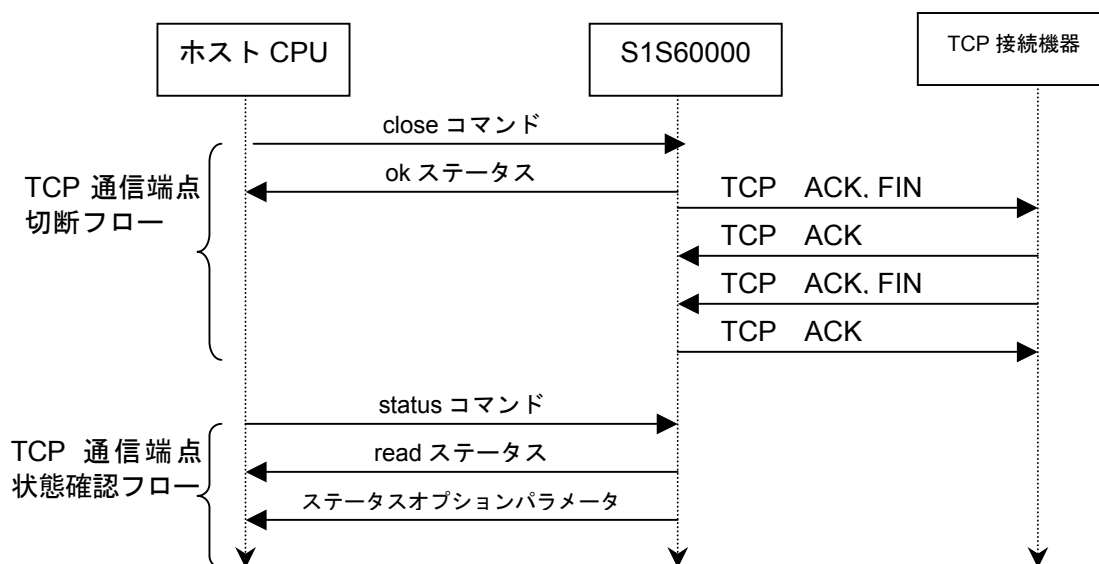 ホスト CPU
S1S60000
TCP 接続機器
close コマンド
ok ステータス
TCP 通信端点
切断フロー
TCP ACK, FIN
TCP ACK
TCP ACK, FIN
TCP ACK
status コマンド
read ステータス
TCP 通信端点
状態確認フロー
ステータスオプションパラメータ